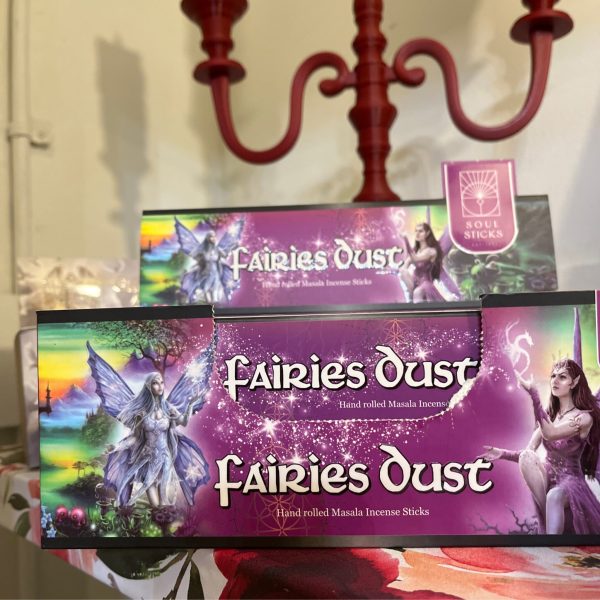 SOUL
STICKS
FAIRIES DUST
Hand rolled Masala Incense Sticks
FAIRIES DUST
Hand rolled Masala Incens
FAIRIES DUST
Hand rolled Masala Incense Sticks